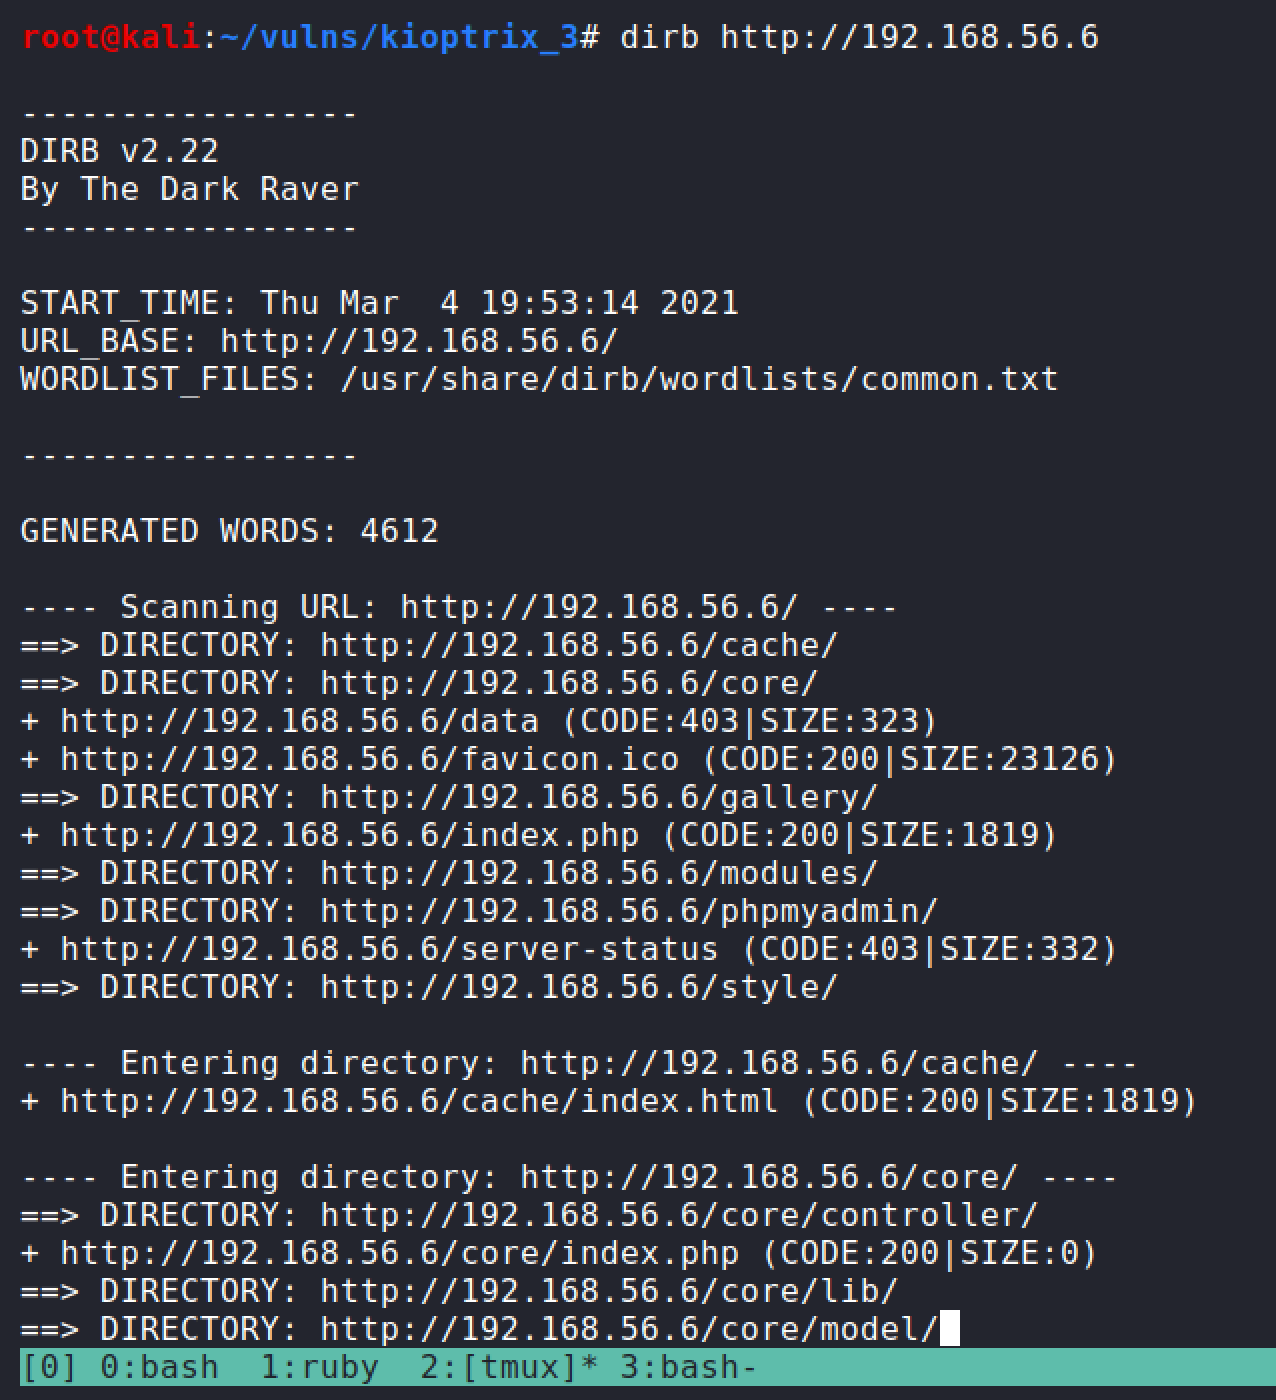 root@kali:~/vulns/kioptrix_3# dirb http://192.168.56.6
-----------------
DIRB v2.22
By The Dark Raver
-----------------
START_TIME: Thu Mar  4 19:53:14 2021
URL_BASE: http://192.168.56.6/
WORDLIST_FILES: /usr/share/dirb/wordlists/common.txt
-----------------
GENERATED WORDS: 4612
---- Scanning URL: http://192.168.56.6/ ----
==> DIRECTORY: http://192.168.56.6/cache/
==> DIRECTORY: http://192.168.56.6/core/
+ http://192.168.56.6/data (CODE:403|SIZE:323)
+ http://192.168.56.6/favicon.ico (CODE:200|SIZE:23126)
==> DIRECTORY: http://192.168.56.6/gallery/
+ http://192.168.56.6/index.php (CODE:200|SIZE:1819)
==> DIRECTORY: http://192.168.56.6/modules/
==> DIRECTORY: http://192.168.56.6/phpmyadmin/
+ http://192.168.56.6/server-status (CODE:403|SIZE:332)
==> DIRECTORY: http://192.168.56.6/style/
---- Entering directory: http://192.168.56.6/cache/ ----
+ http://192.168.56.6/cache/index.html (CODE:200|SIZE:1819)
---- Entering directory: http://192.168.56.6/core/ ----
==> DIRECTORY: http://192.168.56.6/core/controller/
+ http://192.168.56.6/core/index.php (CODE:200|SIZE:0)
==> DIRECTORY: http://192.168.56.6/core/lib/
==> DIRECTORY: http://192.168.56.6/core/model/
[0] 0:bash  1:ruby  2:[tmux]* 3:bash-